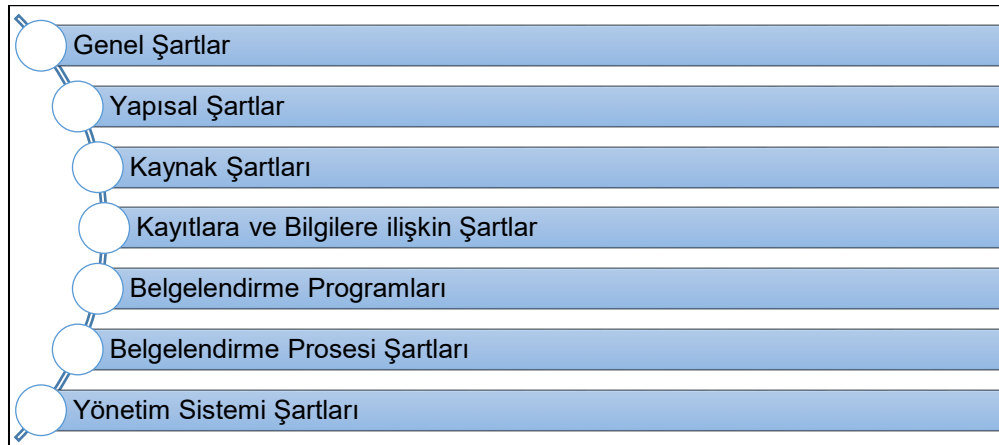 Genel Şartlar
Yapısal Şartlar
Kaynak Şartları
Kayıtlara ve Bilgilere ilişkin Şartlar
Belgelendirme Programları
Belgelendirme Prosesi Şartları
Yönetim Sistemi Şartları